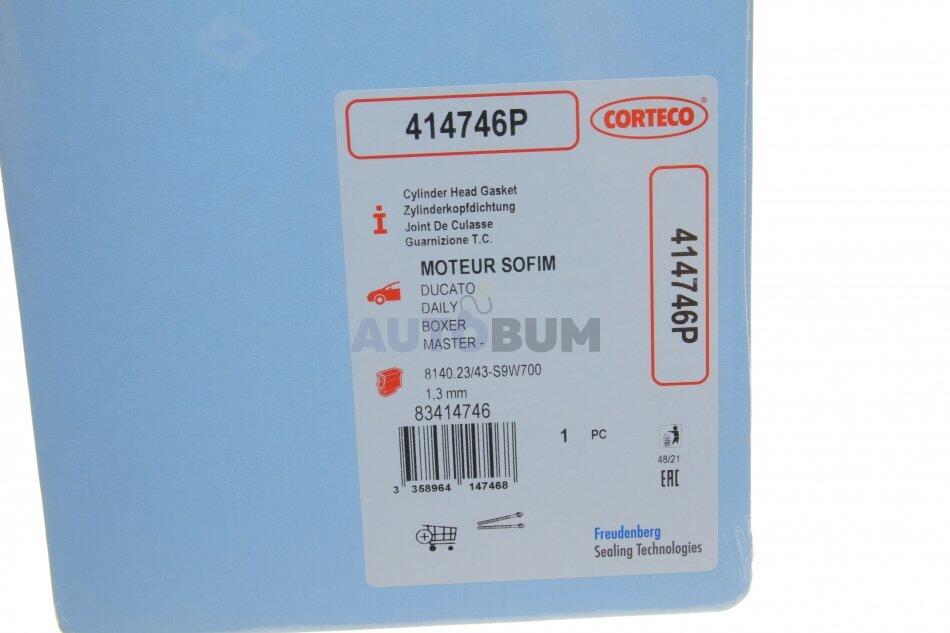 414746P
CORTECO®
Cylinder Head Gasket
Zylinderkopfdichtung
Joint De Culasse
Guarnizione T.C.
414746P
MOTEUR SOFIM
DUCATO
DAILY
BOXER
MASTER -
AUTOBUM
8140.23/43-S9W700
1,3 mm
83414746
1 PC
3 358964 147468
48/21
EAC
Freudenberg
Sealing Technologies